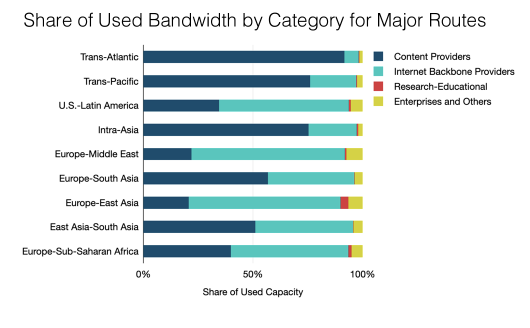 Share of Used Bandwidth by Category for Major Routes
Trans-Atlantic
Trans-Pacific
U.S.-Latin America
Intra-Asia
Europe-Middle East
Europe-South Asia
Europe-East Asia
East Asia-South Asia
Europe-Sub-Saharan Africa
0%
50%
100%
Share of Used Capacity
Content Providers
Internet Backbone Providers
Research-Educational
Enterprises and Others